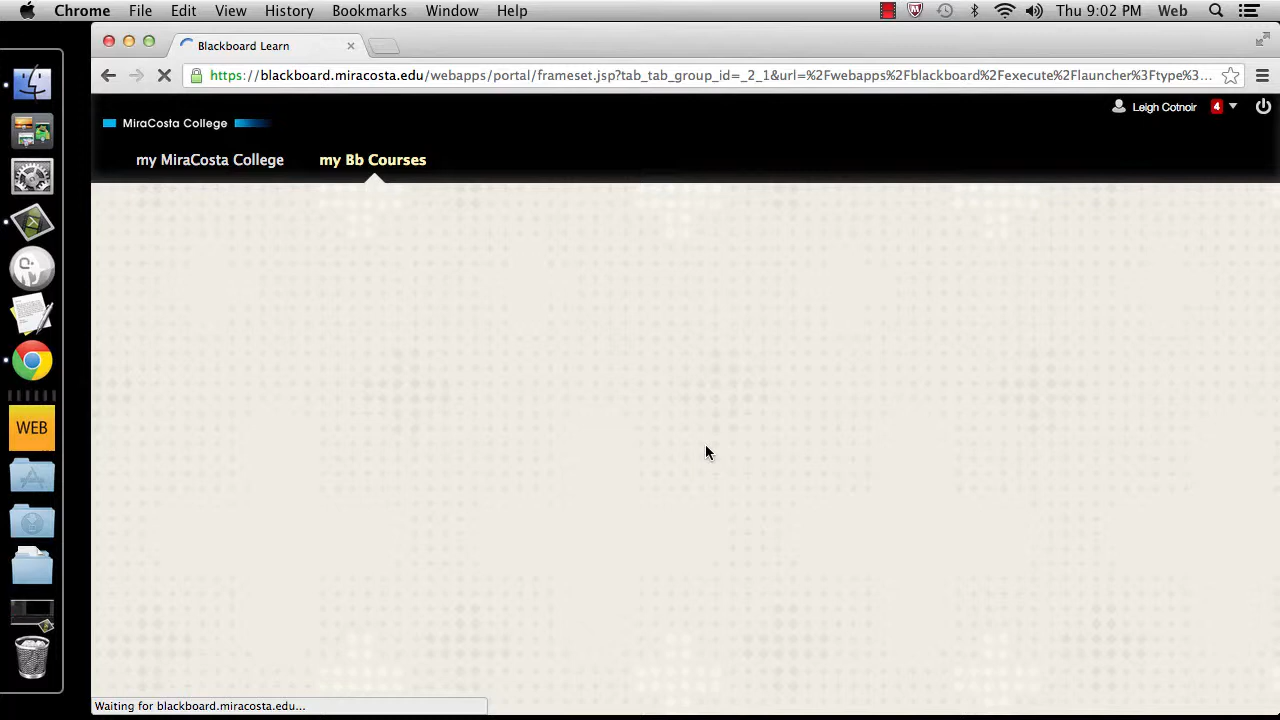 Chrome File Edit View History Bookmarks Window Help Thu 9:02 PM Web
Blackboard Learn
https://blackboard.miracosta.edu/webapps/portal/frameset.jsp?tab_tab_group_id=_2_1&url=%2Fwebapps%2Fblackboard%2Fexecute%2Flauncher%3Ftype%3...
Leigh Cotnoir 4
MiraCosta College
my MiraCosta College my Bb Courses
WEB
Waiting for blackboard.miracosta.edu...